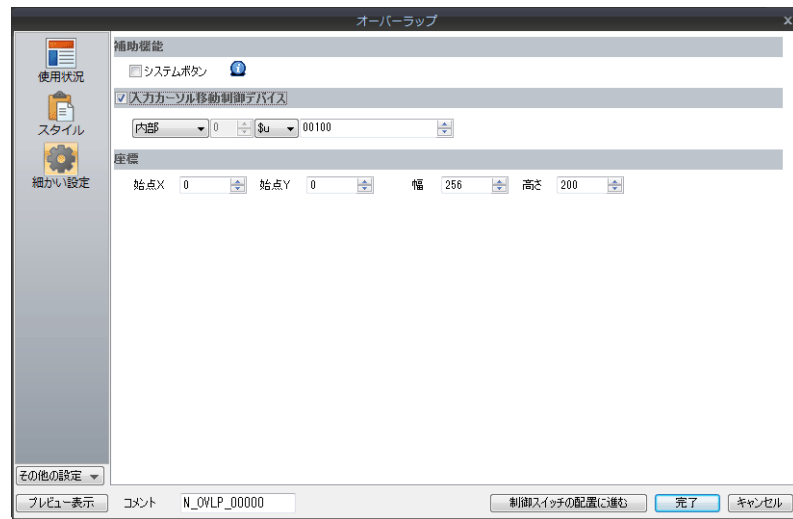 オーバーラップ
x
使用状況
スタイル
細かい設定
その他の設定
補助機能
システムボタン
入力カーソル移動制御デバイス
内部 0 $u 00100
座標
始点X 0 始点Y 0 幅 256 高さ 200
プレビュー表示 コメント N_OVLP_00000 制御スイッチの配置に進む 完了 キャンセル